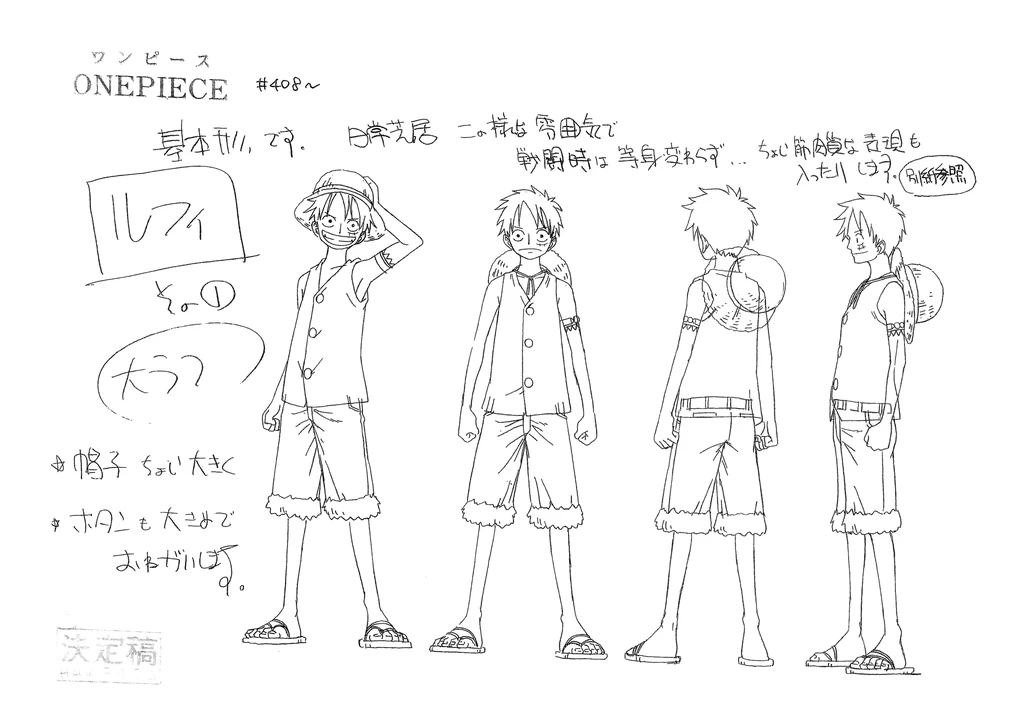 ワンピース
ONEPIECE #408~
基本形です。 日常芝居 この様な雰囲気で
戦闘時は等身変わらず… ちょい筋肉質な表現も
入ったりします。 別紙参照
ルフィ
その①
大ラフ
* 帽子 ちょい大きく
* ボタンも大きめで
おねがいします。
決定稿